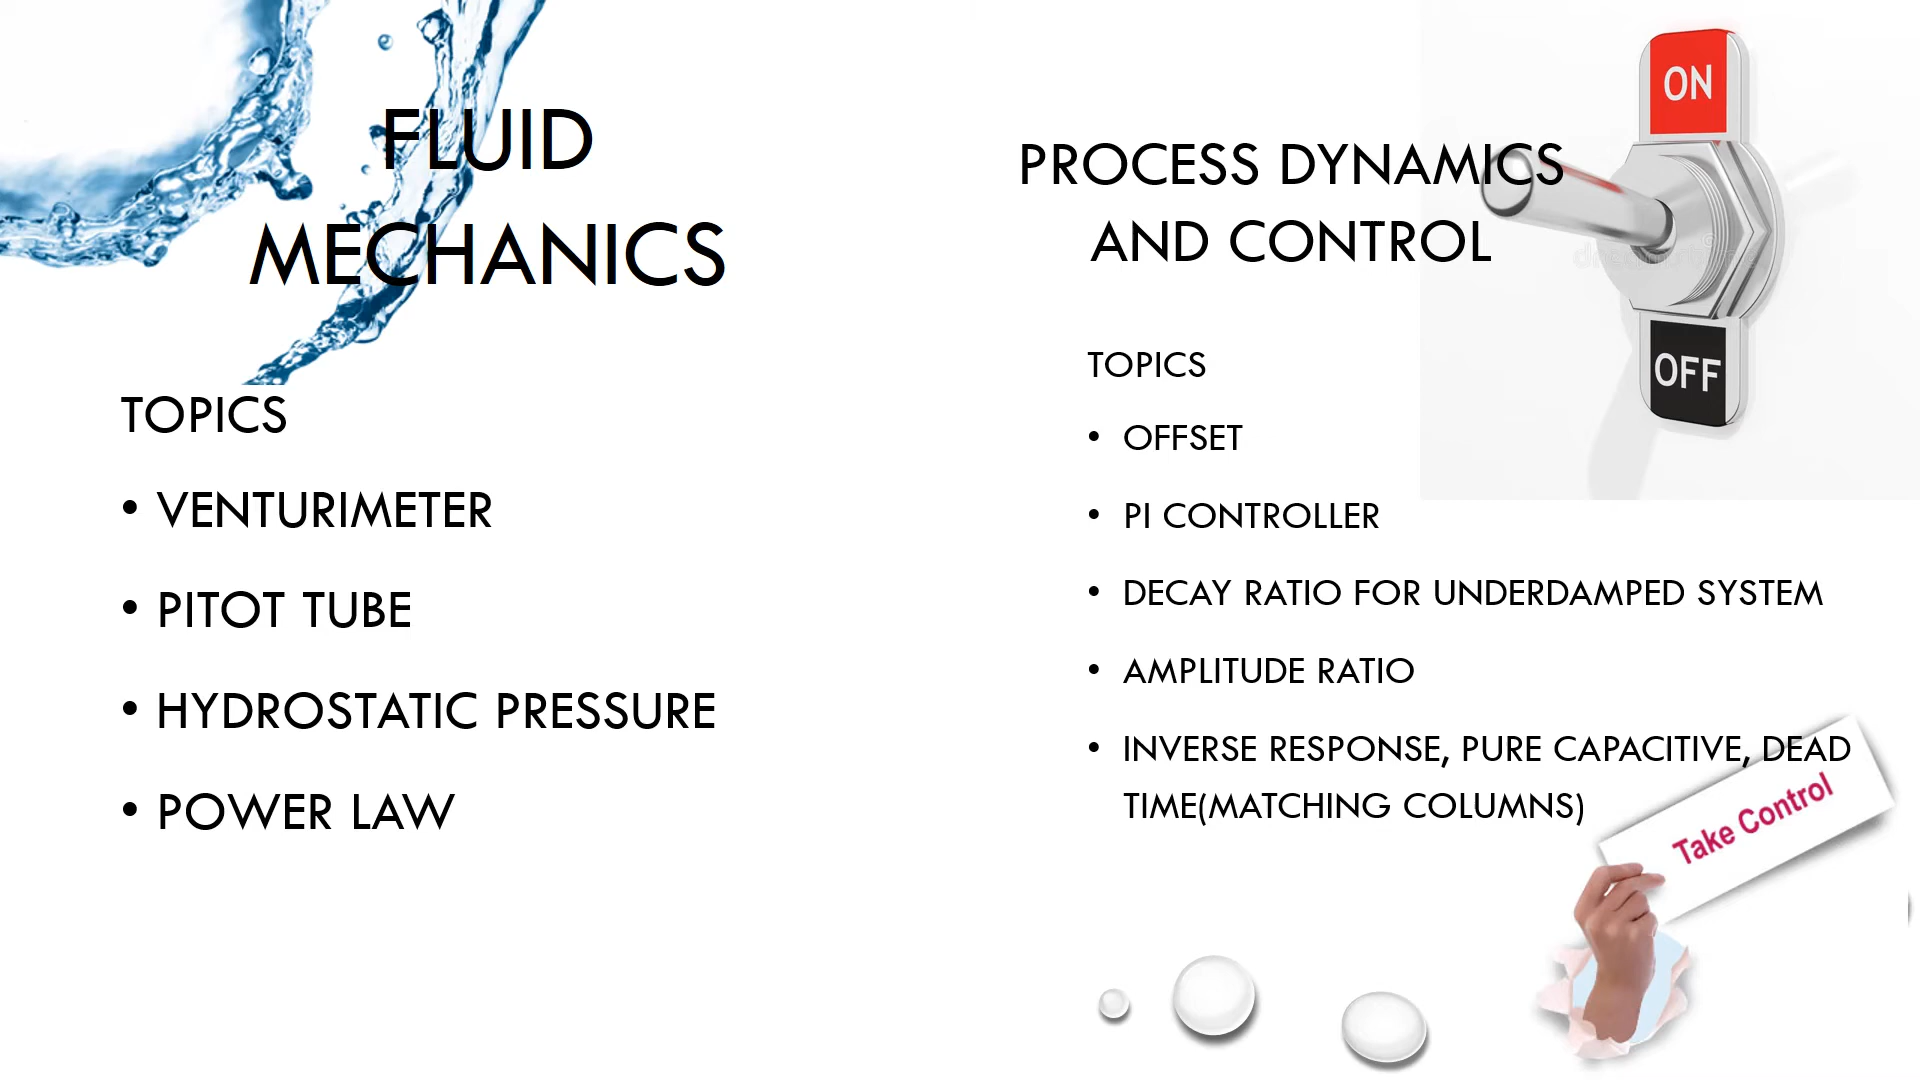 FLUID
MECHANICS
TOPICS
• VENTURIMETER
• PITOT TUBE
• HYDROSTATIC PRESSURE
• POWER LAW
PROCESS DYNAMICS
AND CONTROL
TOPICS
• OFFSET
• PI CONTROLLER
• DECAY RATIO FOR UNDERDAMPED SYSTEM
• AMPLITUDE RATIO
• INVERSE RESPONSE, PURE CAPACITIVE, DEAD
TIME(MATCHING COLUMNS)
ON
OFF
Take Control